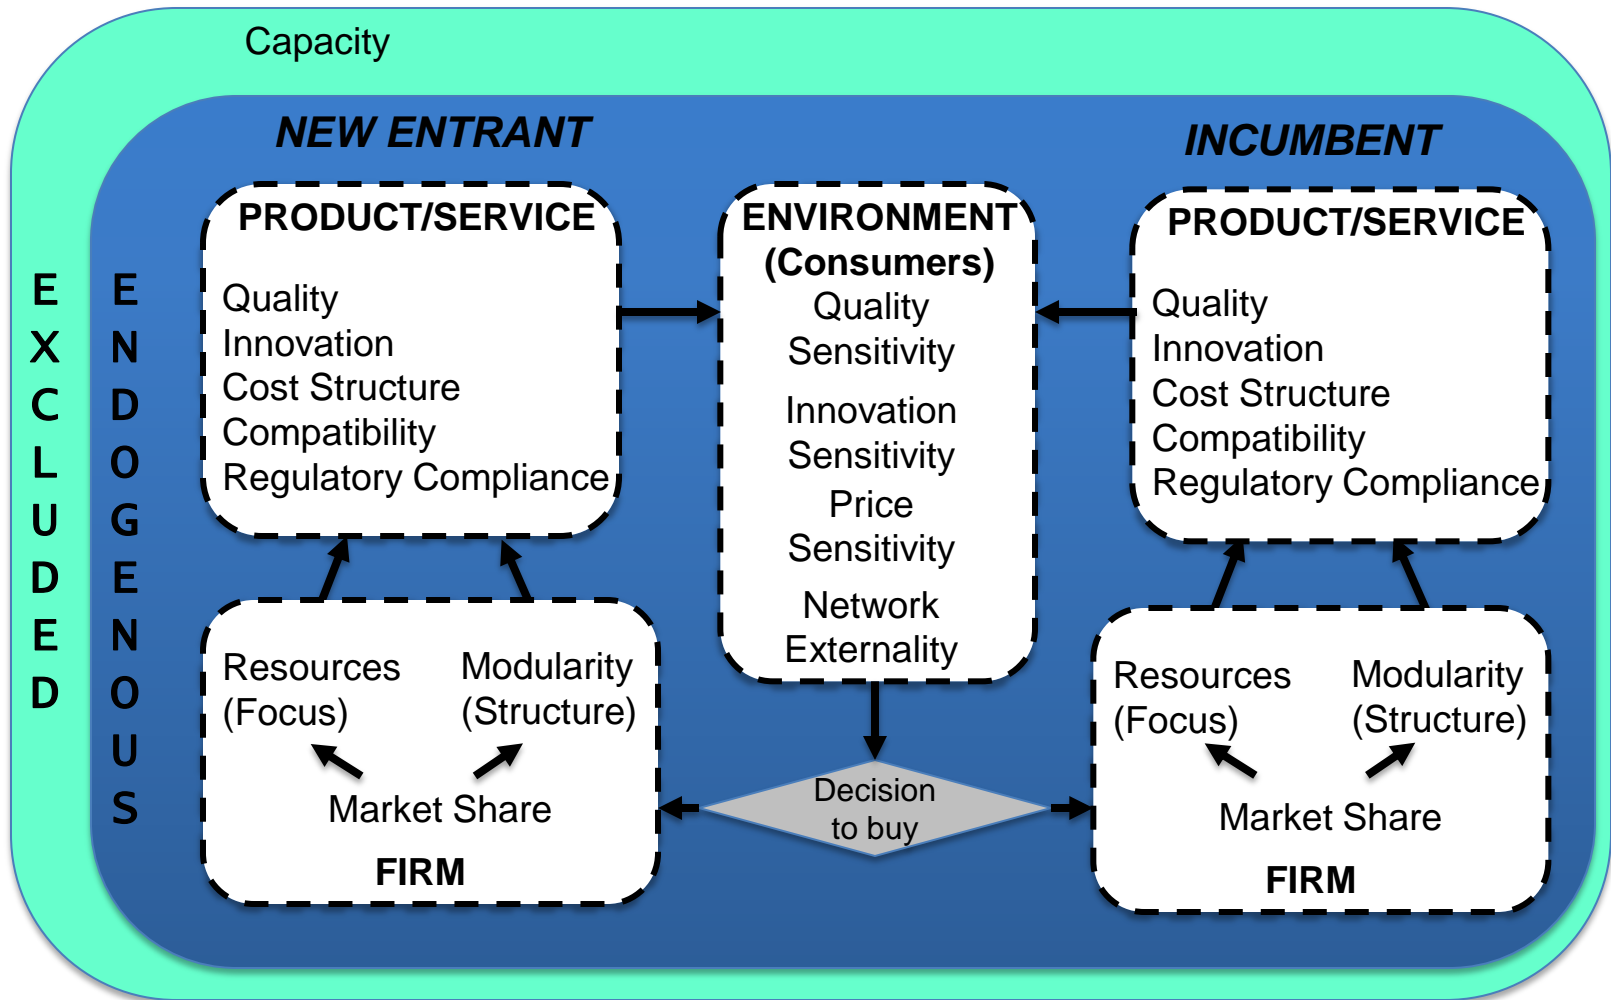 Capacity
EXCLUDED
ENDOGENOUS
NEW ENTRANT
PRODUCT/SERVICE
Quality
Innovation
Cost Structure
Compatibility
Regulatory Compliance
Resources
(Focus)
Modularity
(Structure)
Market Share
FIRM
ENVIRONMENT
(Consumers)
Quality
Sensitivity
Innovation
Sensitivity
Price
Sensitivity
Network
Externality
Decision
to buy
INCUMBENT
PRODUCT/SERVICE
Quality
Innovation
Cost Structure
Compatibility
Regulatory Compliance
Resources
(Focus)
Modularity
(Structure)
Market Share
FIRM